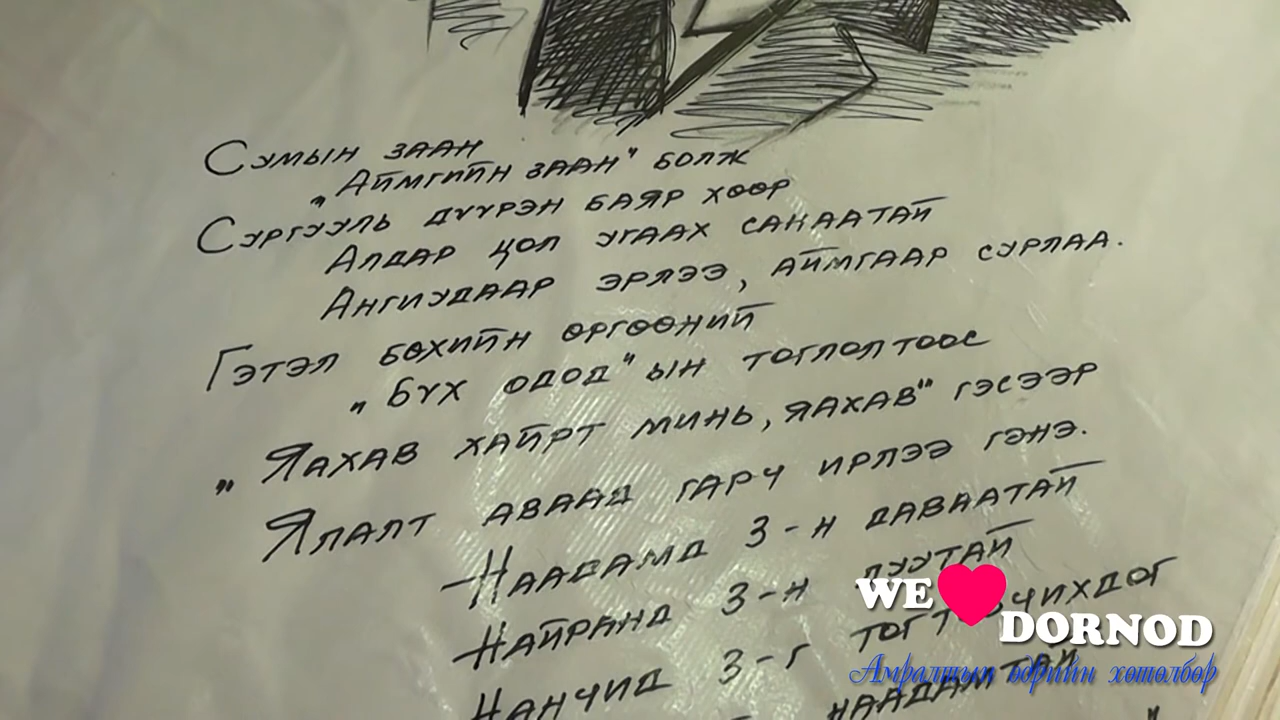 Сумын заан
„Аймгийн заан" болж
Сургууль дүүрэн баяр хөөр
Алдар цол угаах санаатай
Ангиудаар эрлээ, аймгаар сурлаа.
Гэтэл бөхийн өргөөний
„Бүх одод" ын тоглолтоос
„Яахав хайрт минь, яахав" гэсээр
Ялалт аваад гарч ирлээ гэнэ.
Наадамд 3-н даваатай
Найранд 3-н дуутай
Нанчид 3-г
наадамтай
WE DORNOD
Амралтын өдрийн хөтөлбөр